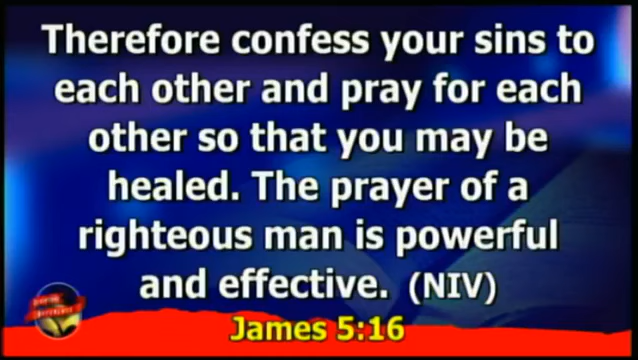 Therefore confess your sins to
each other and pray for each
other so that you may be
healed. The prayer of a
righteous man is powerful
and effective. (NIV)
James 5:16